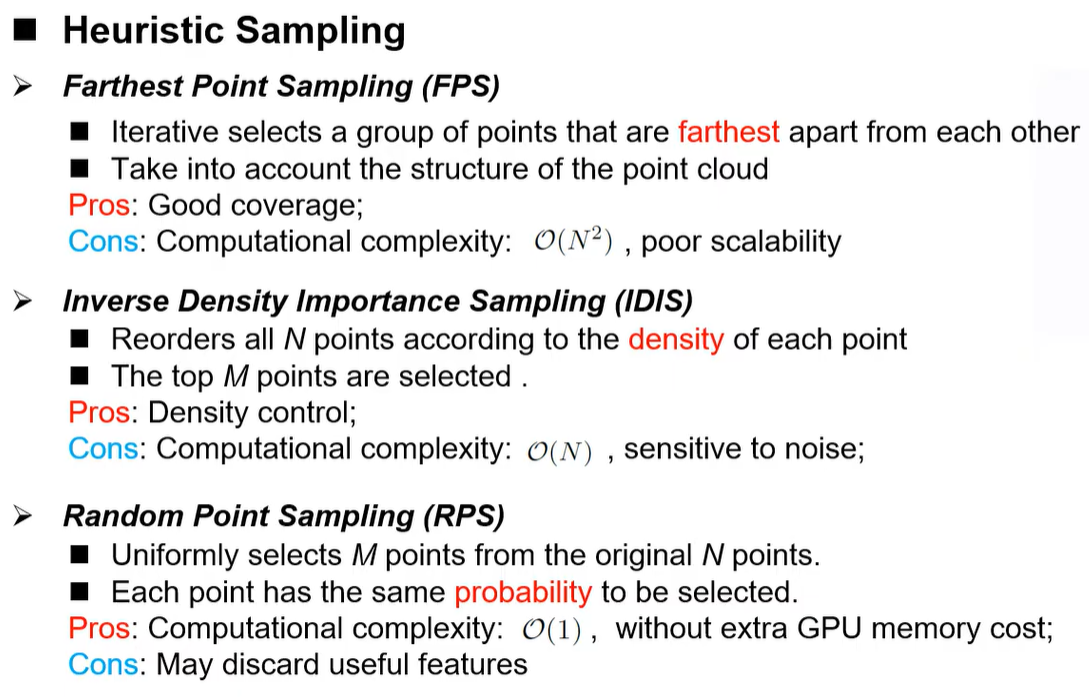 ■ Heuristic Sampling
➢ Farthest Point Sampling (FPS)
■ Iterative selects a group of points that are farthest apart from each other
■ Take into account the structure of the point cloud
Pros: Good coverage;
Cons: Computational complexity: 𝒪(N²) , poor scalability
➢ Inverse Density Importance Sampling (IDIS)
■ Reorders all N points according to the density of each point
■ The top M points are selected .
Pros: Density control;
Cons: Computational complexity: 𝒪(N) , sensitive to noise;
➢ Random Point Sampling (RPS)
■ Uniformly selects M points from the original N points.
■ Each point has the same probability to be selected.
Pros: Computational complexity: 𝒪(1) , without extra GPU memory cost;
Cons: May discard useful features